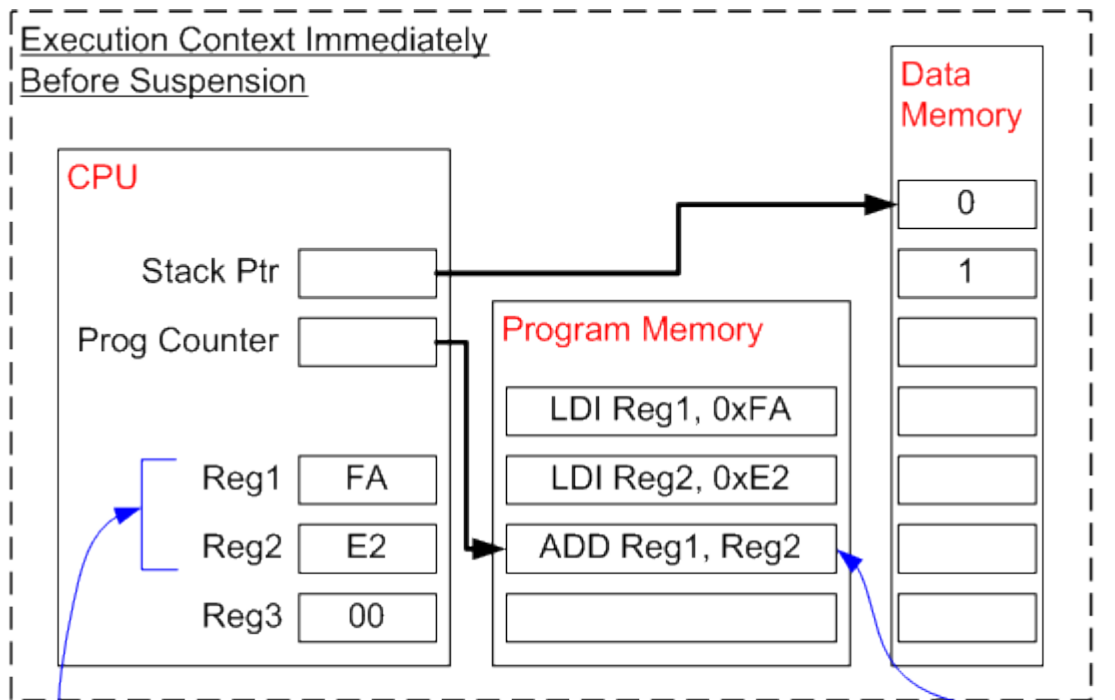 Execution Context Immediately
Before Suspension
Data
Memory
CPU
0
Stack Ptr
1
Prog Counter
Program Memory
LDI Reg1, 0xFA
Reg1 FA
LDI Reg2, 0xE2
Reg2 E2
ADD Reg1, Reg2
Reg3 00